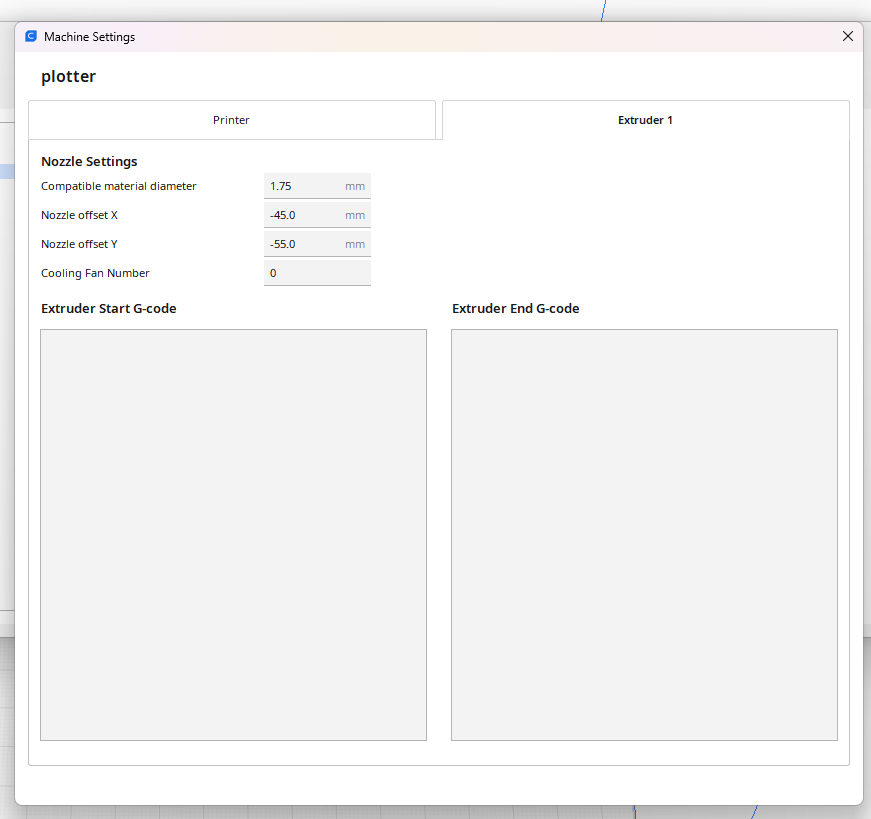 Machine Settings
plotter
Printer
Extruder 1
Nozzle Settings
Compatible material diameter 1.75 mm
Nozzle offset X -45.0 mm
Nozzle offset Y -55.0 mm
Cooling Fan Number 0
Extruder Start G-code
Extruder End G-code